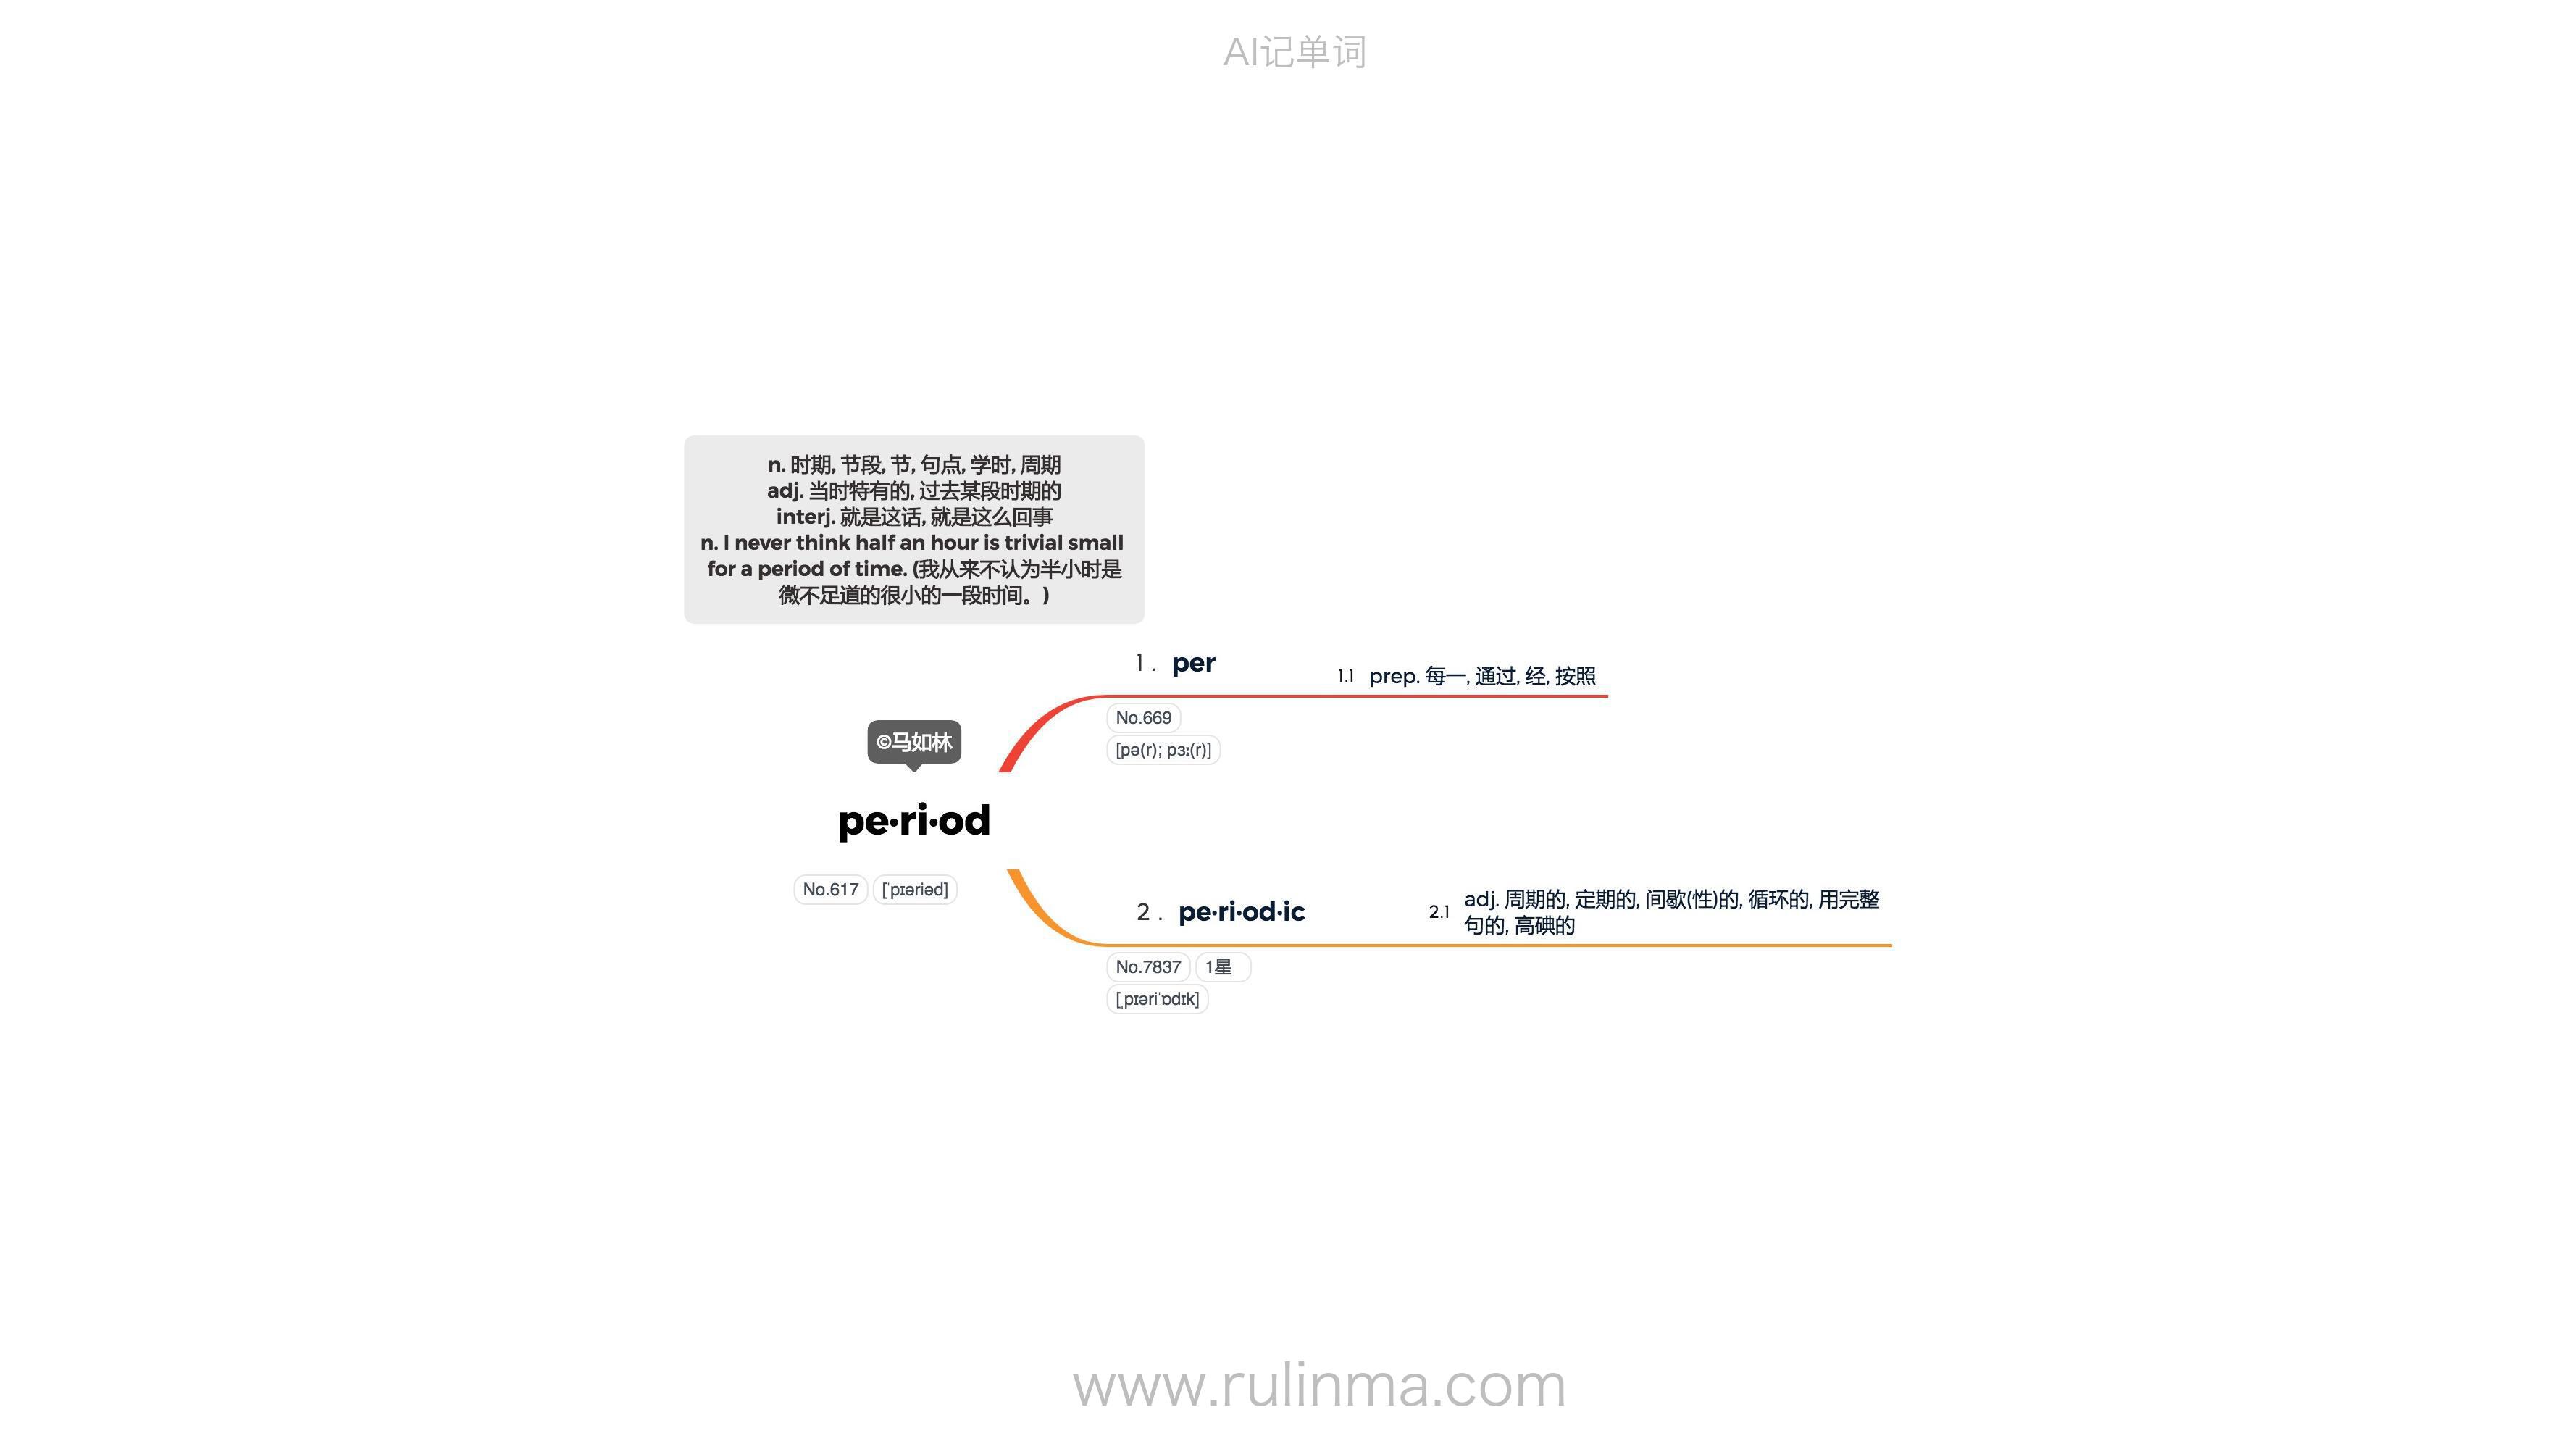 AI记单词
n. 时期, 节段, 节, 句点, 学时, 周期
adj. 当时特有的, 过去某段时期的
interj. 就是这话, 就是这么回事
n. I never think half an hour is trivial small
for a period of time. (我从来不认为半小时是
微不足道的很小的一段时间。)
1. per
1.1 prep. 每一, 通过, 经, 按照
No.669
[pə(r); pɜː(r)]
©马如林
pe·ri·od
No.617 [ˈpɪəriəd]
2. pe·ri·od·ic
2.1 adj. 周期的, 定期的, 间歇(性)的, 循环的, 用完整
句的, 高碘的
No.7837 1星
[ˌpɪəriˈɒdɪk]
www.rulinma.com